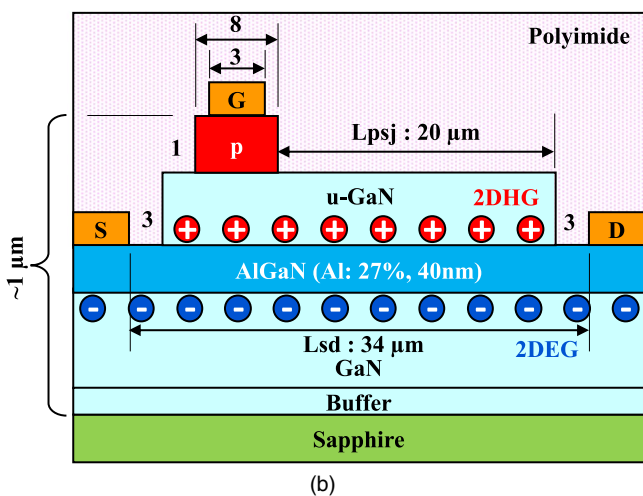 8
Polyimide
3
G
1
p
Lpsj : 20 μm
u-GaN
2DHG
+ + + + + + + +
S
3
3
D
~1 μm
AlGaN (Al: 27%, 40nm)
- - - - - - - - - - - -
Lsd : 34 μm
2DEG
GaN
Buffer
Sapphire
(b)